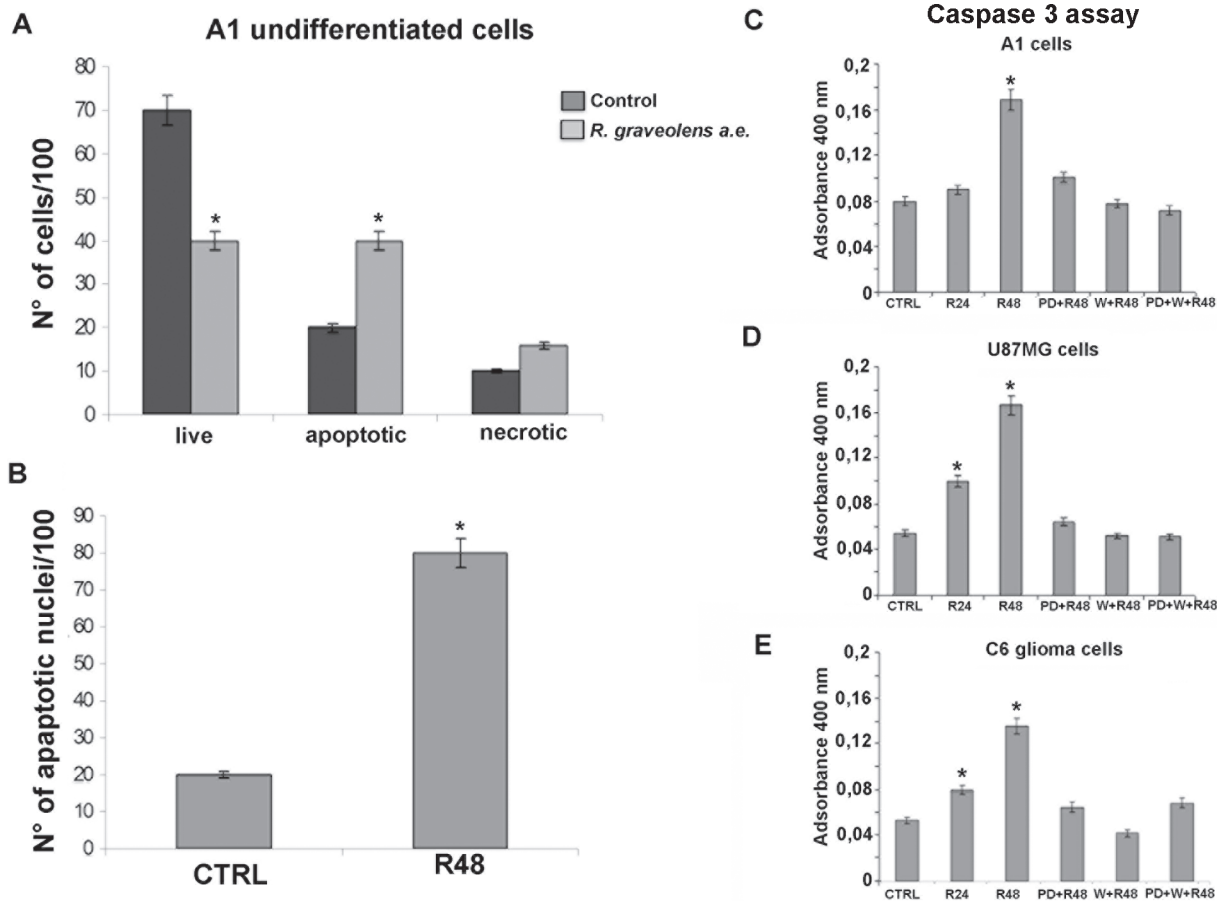 A
A1 undifferentiated cells
N° of cells/100
80
70
60
50
40
30
20
10
0
Control
R. graveolens a.e.
*
*
live
apoptotic
necrotic
B
N° of apaptotic nuclei/100
90
80
70
60
50
40
30
20
10
0
*
CTRL
R48
C
Caspase 3 assay
A1 cells
Adsorbance 400 nm
0,2
0,16
0,12
0,08
0,04
0
*
CTRL R24 R48 PD+R48 W+R48 PD+W+R48
D
U87MG cells
Adsorbance 400 nm
0,2
0,16
0,12
0,08
0,04
0
*
*
CTRL R24 R48 PD+R48 W+R48 PD+W+R48
E
C6 glioma cells
Adsorbance 400 nm
0,2
0,16
0,12
0,08
0,04
0
*
*
CTRL R24 R48 PD+R48 W+R48 PD+W+R48